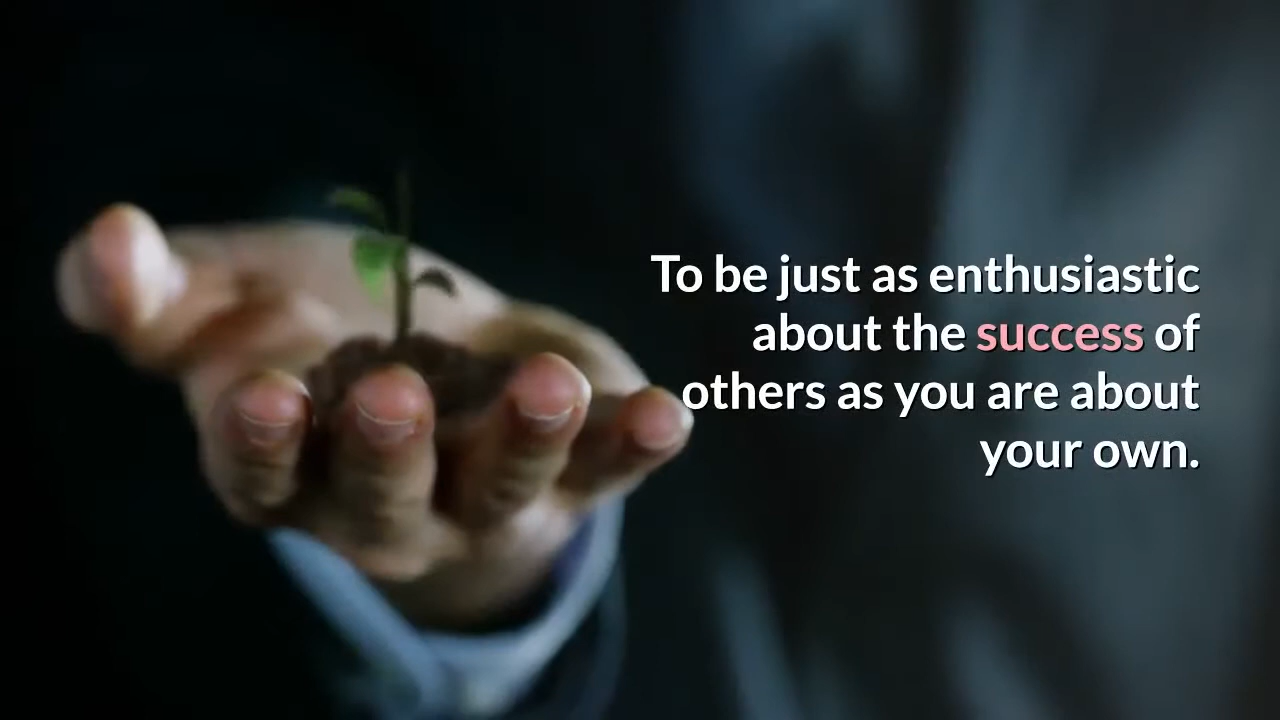 To be just as enthusiastic
about the success of
others as you are about
your own.